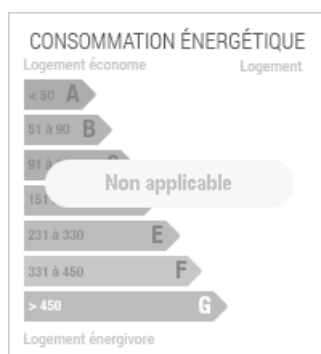 CONSOMMATION ÉNERGÉTIQUE
Logement économe Logement
< 50 A
51 à 90 B
91 à
Non applicable
151
231 à 330 E
331 à 450 F
> 450 G
Logement énergivore